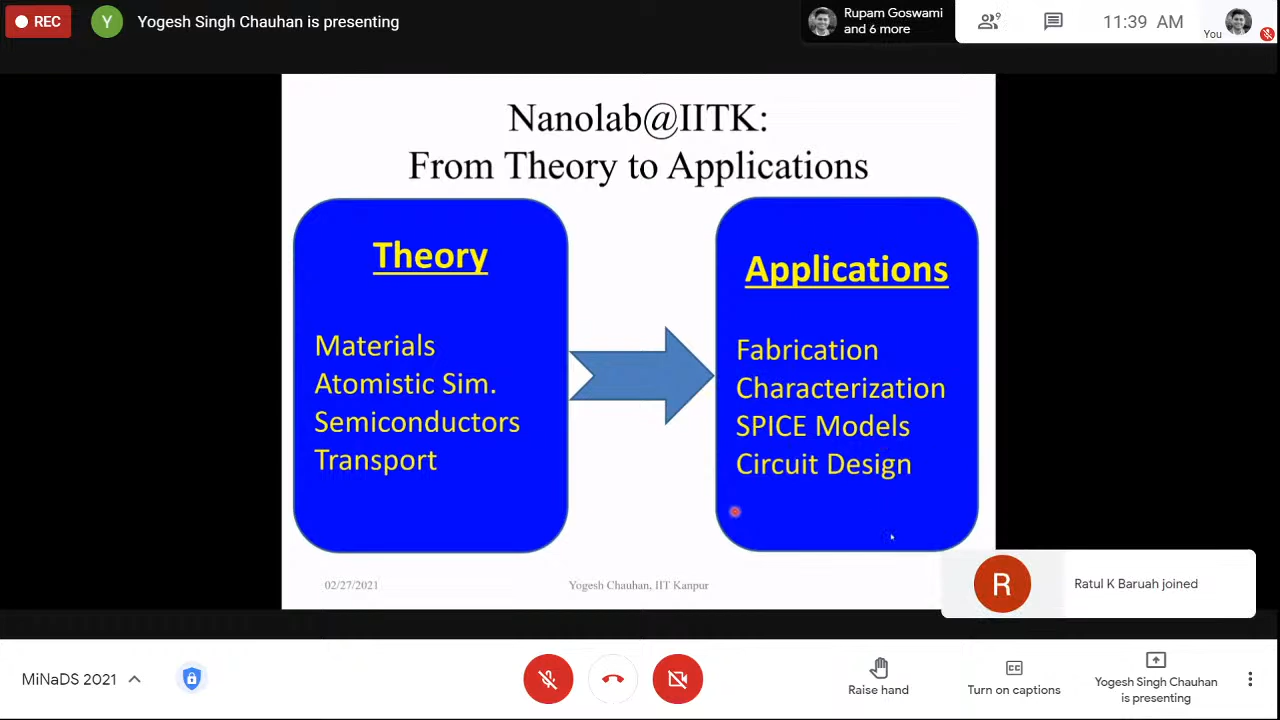 REC
Y
Yogesh Singh Chauhan is presenting
Rupam Goswami
and 6 more
9
11:39 AM
You
Nanolab@IITK:
From Theory to Applications
Theory
Materials
Atomistic Sim.
Semiconductors
Transport
Applications
Fabrication
Characterization
SPICE Models
Circuit Design
02/27/2021
Yogesh Chauhan, IIT Kanpur
R
Ratul K Baruah joined
MiNaDS 2021
Raise hand
CC
Turn on captions
Yogesh Singh Chauhan
is presenting